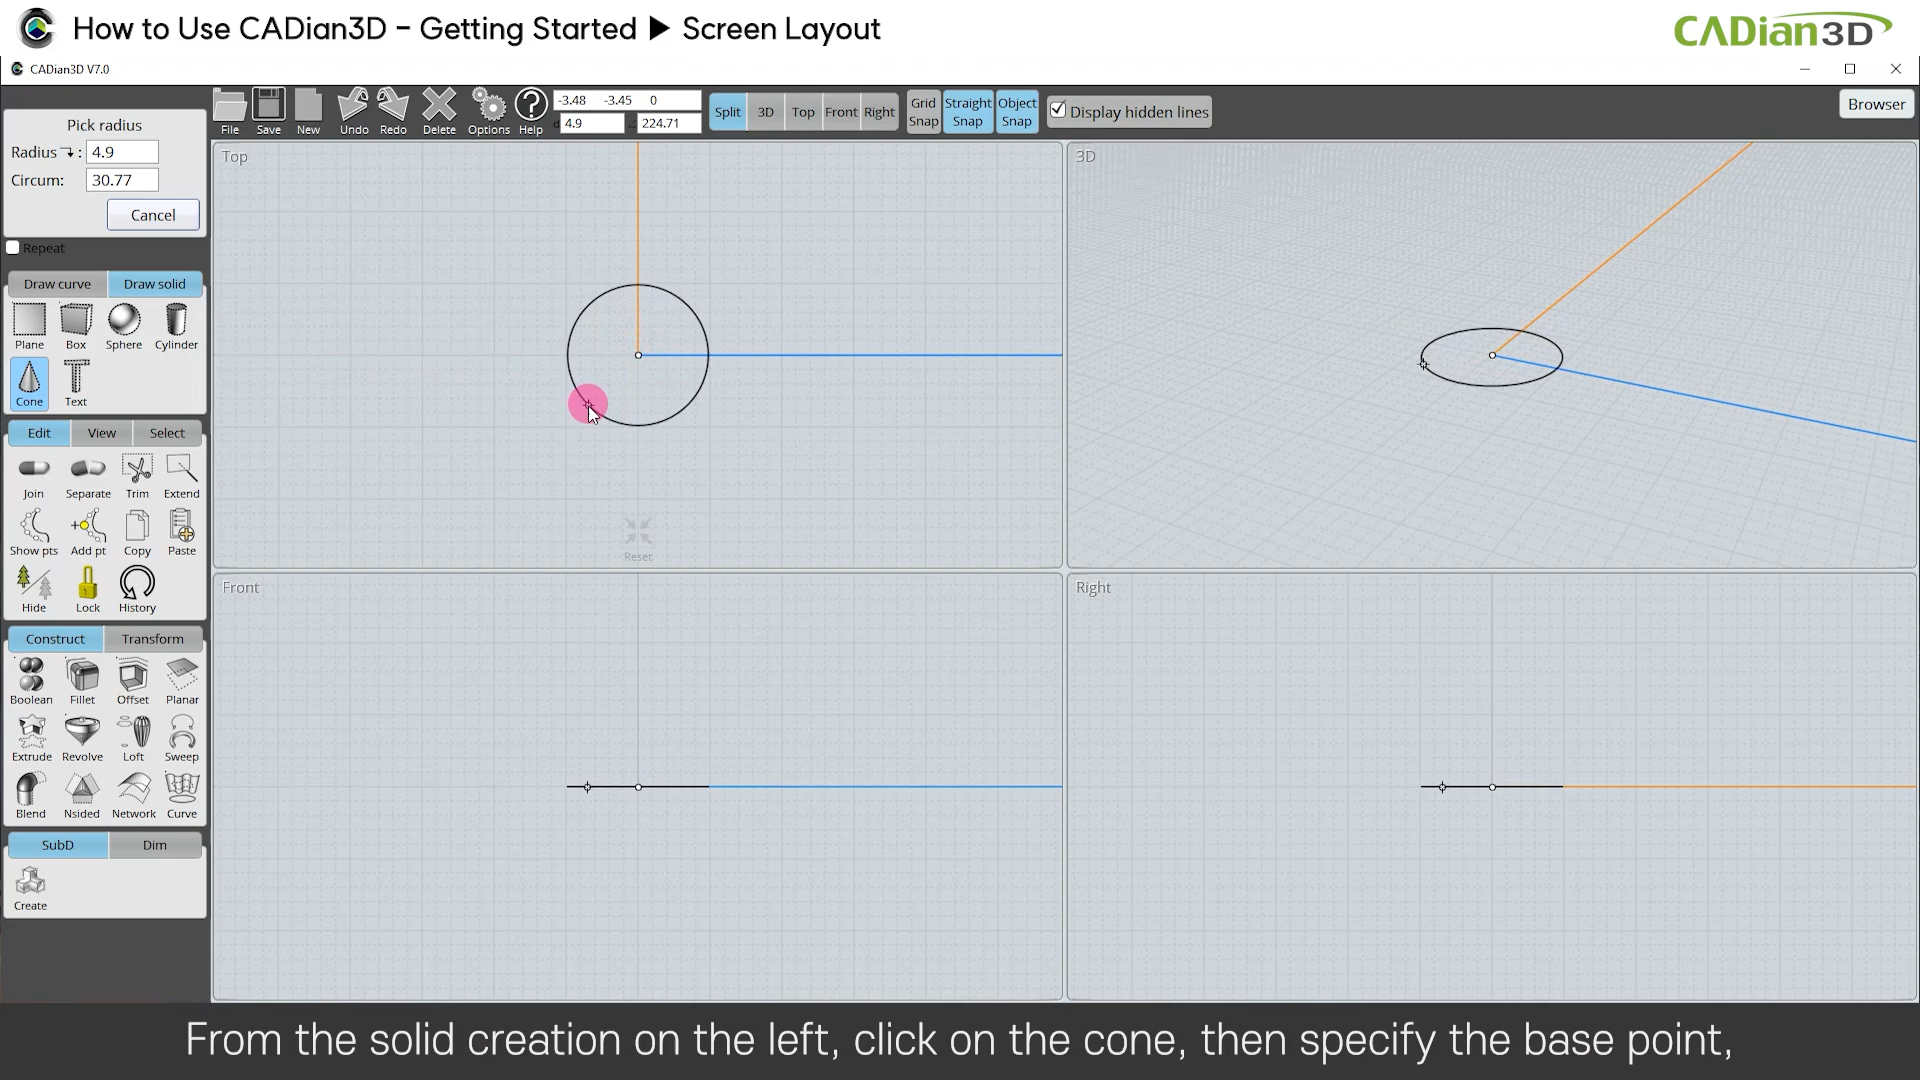 How to Use CADian3D - Getting Started ▶ Screen Layout
CADian3D
CADian3D V7.0
Pick radius
Radius : 4.9
Circum: 30.77
Cancel
Repeat
File Save New Undo Redo Delete Options Help
-3.48 -3.45 0
4.9 224.71
Split 3D Top Front Right
Grid Snap Straight Snap Object Snap
Display hidden lines
Browser
Draw curve Draw solid
Plane Box Sphere Cylinder
Cone Text
Edit View Select
Join Separate Trim Extend
Show pts Add pt Copy Paste
Hide Lock History
Construct Transform
Boolean Fillet Offset Planar
Extrude Revolve Loft Sweep
Blend Nsided Network Curve
SubD Dim
Create
Top
Reset
3D
Front
Right
From the solid creation on the left, click on the cone, then specify the base point,